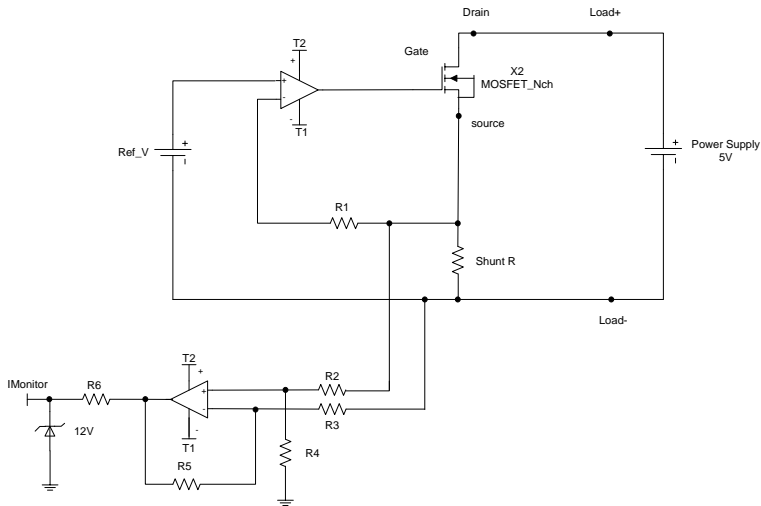 Drain
Load+
T2
Gate
+
X2
MOSFET_Nch
+
-
-
T1
source
+
Ref_V
+
Power Supply
5V
R1
Shunt R
Load-
T2
+
IMonitor
R6
R2
+
-
R3
12V
T1
-
R4
R5